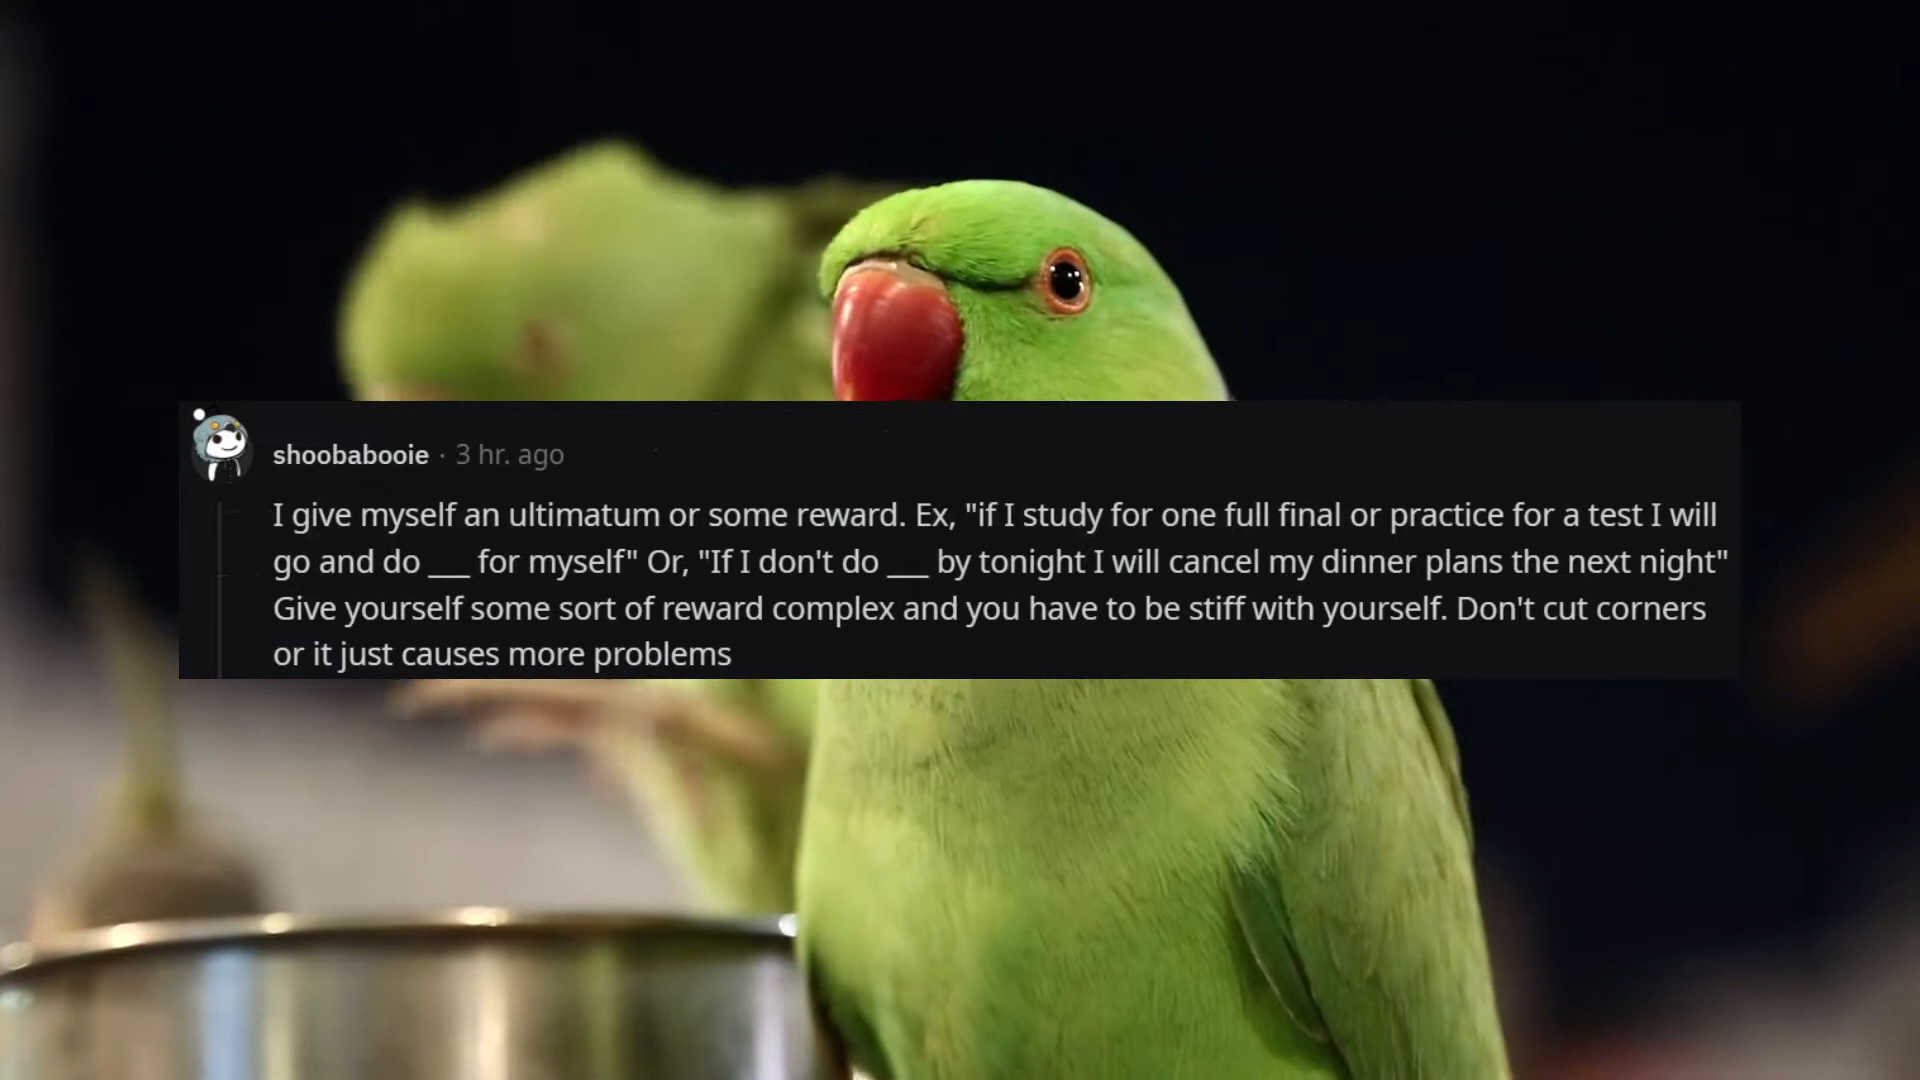 shoobabooie · 3 hr. ago
I give myself an ultimatum or some reward. Ex, "if I study for one full final or practice for a test I will
go and do ___ for myself" Or, "If I don't do ___ by tonight I will cancel my dinner plans the next night"
Give yourself some sort of reward complex and you have to be stiff with yourself. Don't cut corners
or it just causes more problems